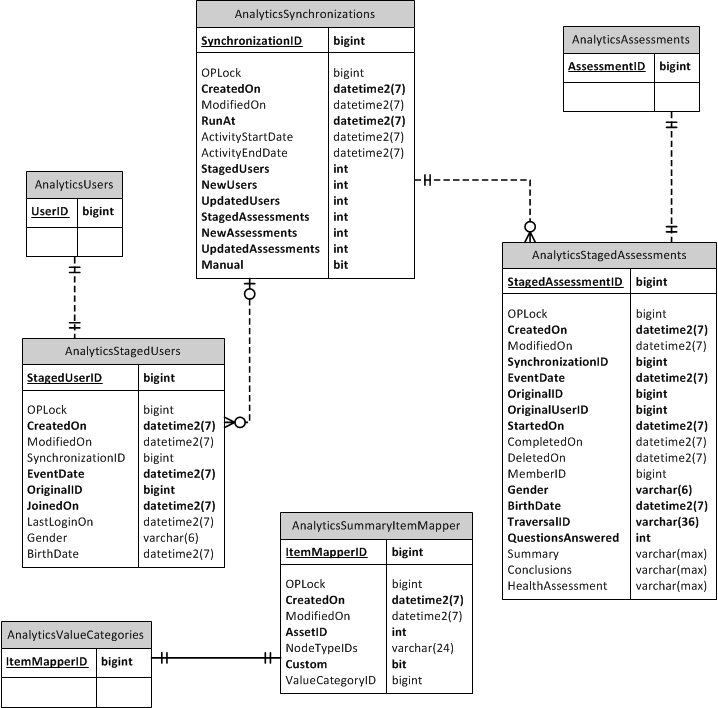 AnalyticsSynchronizations
SynchronizationID bigint
OPLock bigint
CreatedOn datetime2(7)
ModifiedOn datetime2(7)
RunAt datetime2(7)
ActivityStartDate datetime2(7)
ActivityEndDate datetime2(7)
StagedUsers int
NewUsers int
UpdatedUsers int
StagedAssessments int
NewAssessments int
UpdatedAssessments int
Manual bit
AnalyticsAssessments
AssessmentID bigint
AnalyticsUsers
UserID bigint
AnalyticsStagedAssessments
StagedAssessmentID bigint
OPLock bigint
CreatedOn datetime2(7)
ModifiedOn datetime2(7)
SynchronizationID bigint
EventDate datetime2(7)
OriginalID bigint
OriginalUserID bigint
StartedOn datetime2(7)
CompletedOn datetime2(7)
DeletedOn datetime2(7)
MemberID bigint
Gender varchar(6)
BirthDate datetime2(7)
TraversalID varchar(36)
QuestionsAnswered int
Summary varchar(max)
Conclusions varchar(max)
HealthAssessment varchar(max)
AnalyticsStagedUsers
StagedUserID bigint
OPLock bigint
CreatedOn datetime2(7)
ModifiedOn datetime2(7)
SynchronizationID bigint
EventDate datetime2(7)
OriginalID bigint
JoinedOn datetime2(7)
LastLoginOn datetime2(7)
Gender varchar(6)
BirthDate datetime2(7)
AnalyticsSummaryItemMapper
ItemMapperID bigint
OPLock bigint
CreatedOn datetime2(7)
ModifiedOn datetime2(7)
AssetID int
NodeTypeIDs varchar(24)
Custom bit
ValueCategoryID bigint
AnalyticsValueCategories
ItemMapperID bigint